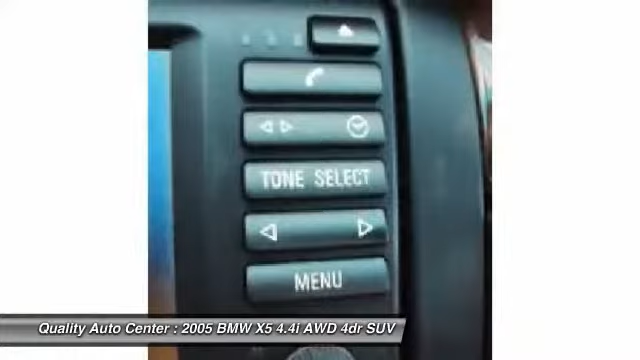 TONE SELECT
MENU
Quality Auto Center : 2005 BMW X5 4.4i AWD 4dr SUV